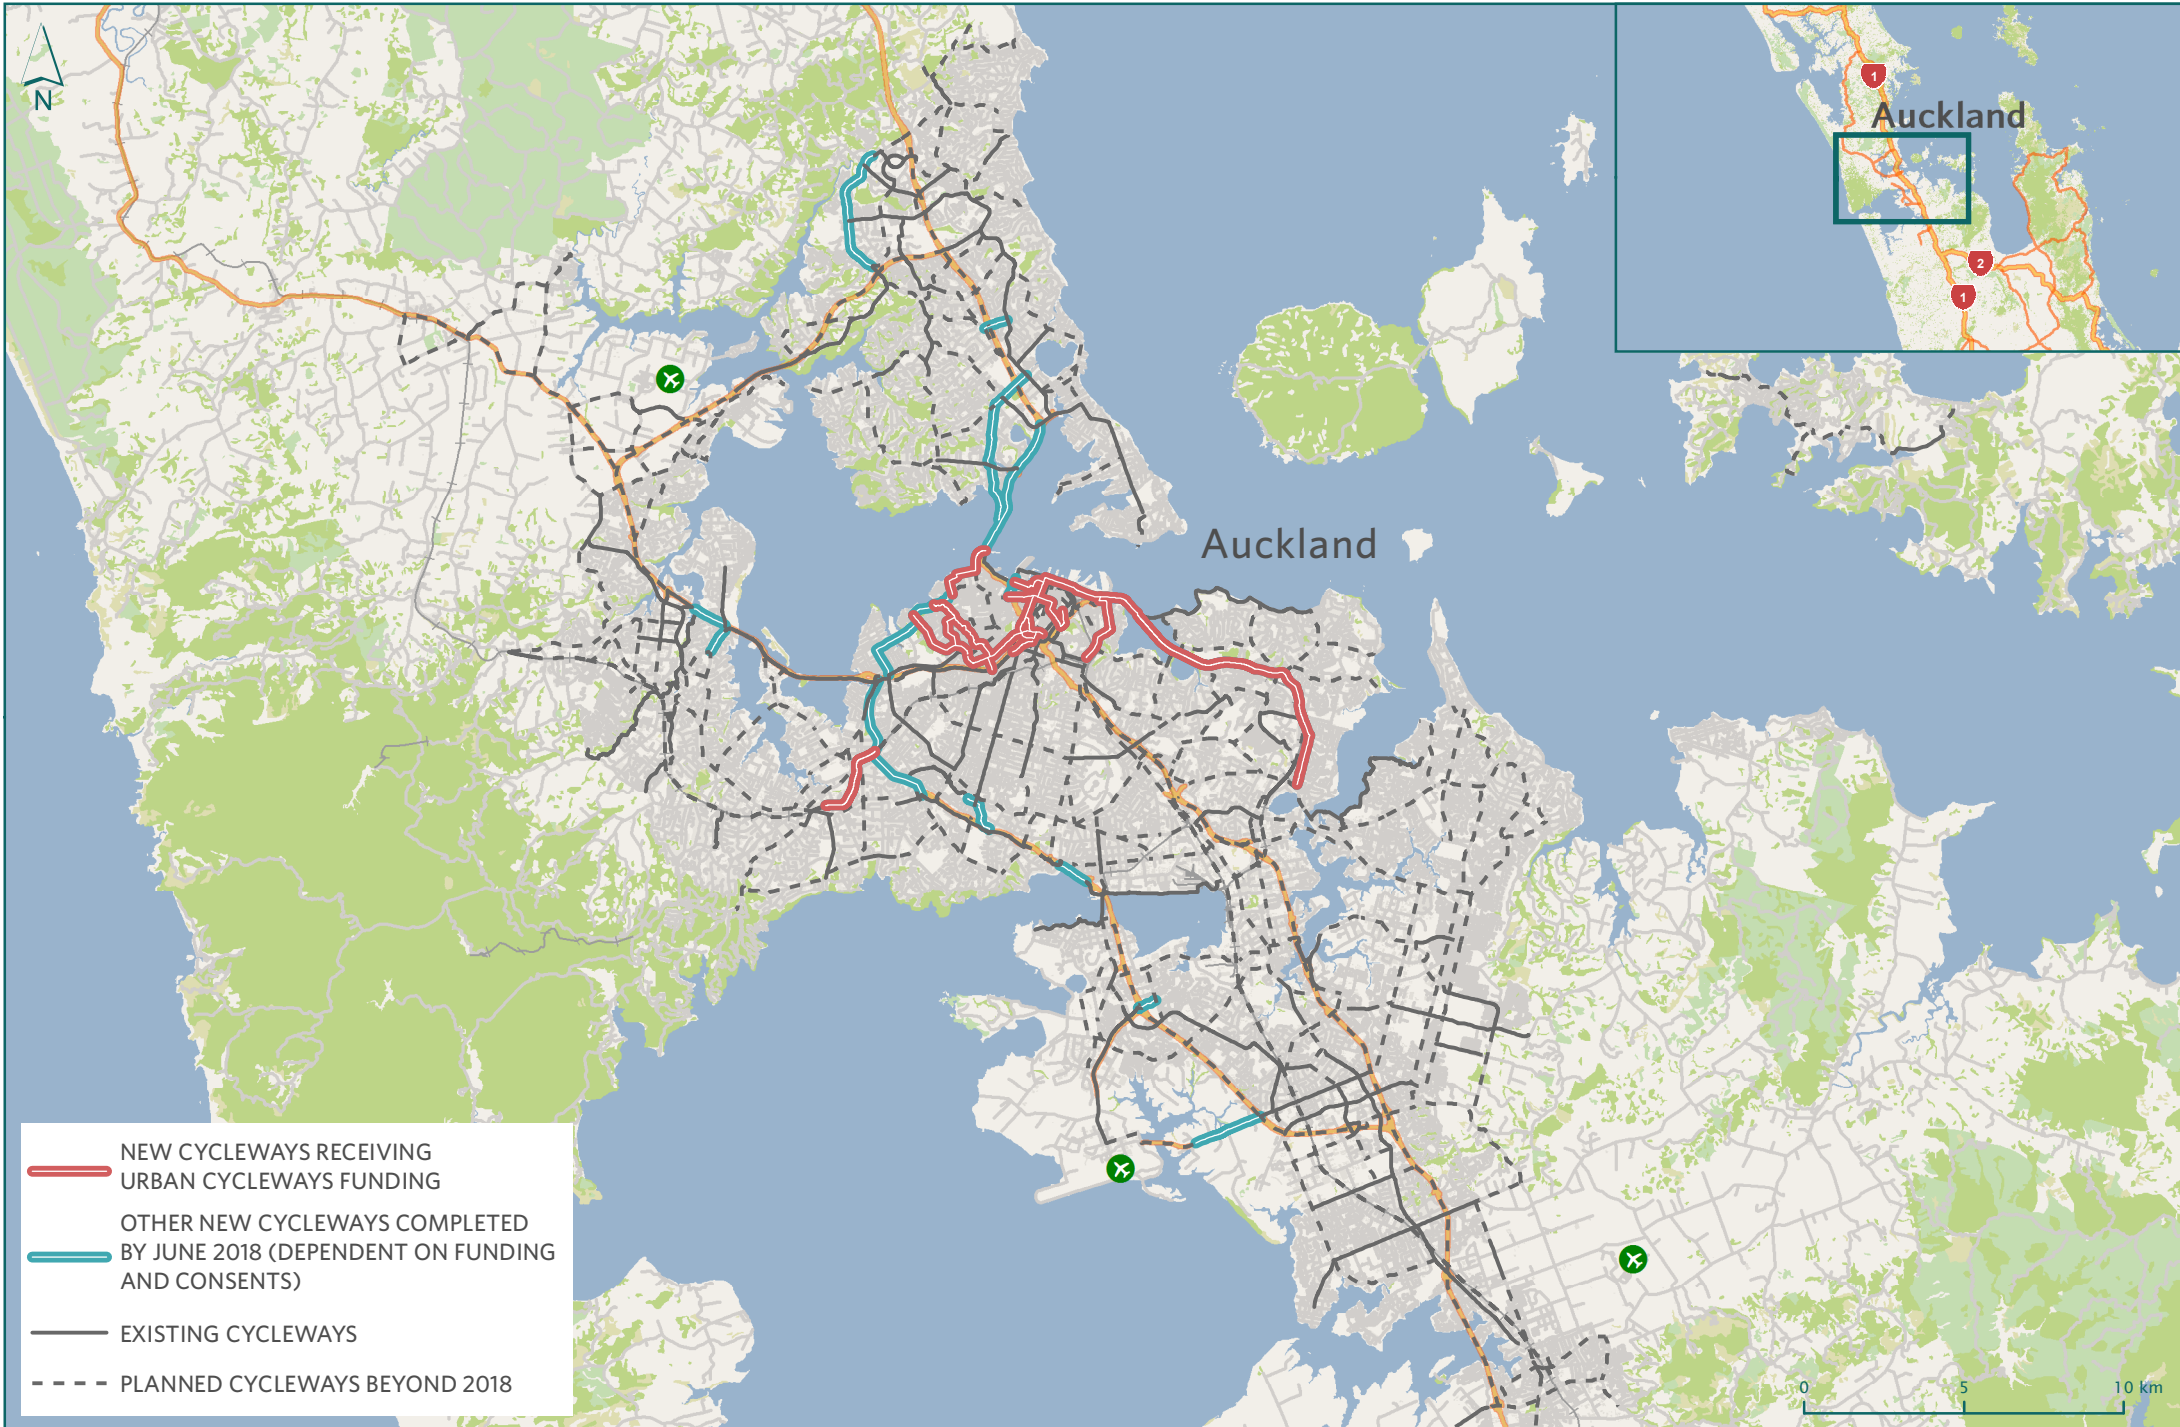 N
1
Auckland
2
1
Auckland
NEW CYCLEWAYS RECEIVING
URBAN CYCLEWAYS FUNDING
OTHER NEW CYCLEWAYS COMPLETED
BY JUNE 2018 (DEPENDENT ON FUNDING
AND CONSENTS)
EXISTING CYCLEWAYS
PLANNED CYCLEWAYS BEYOND 2018
0 5 10 km